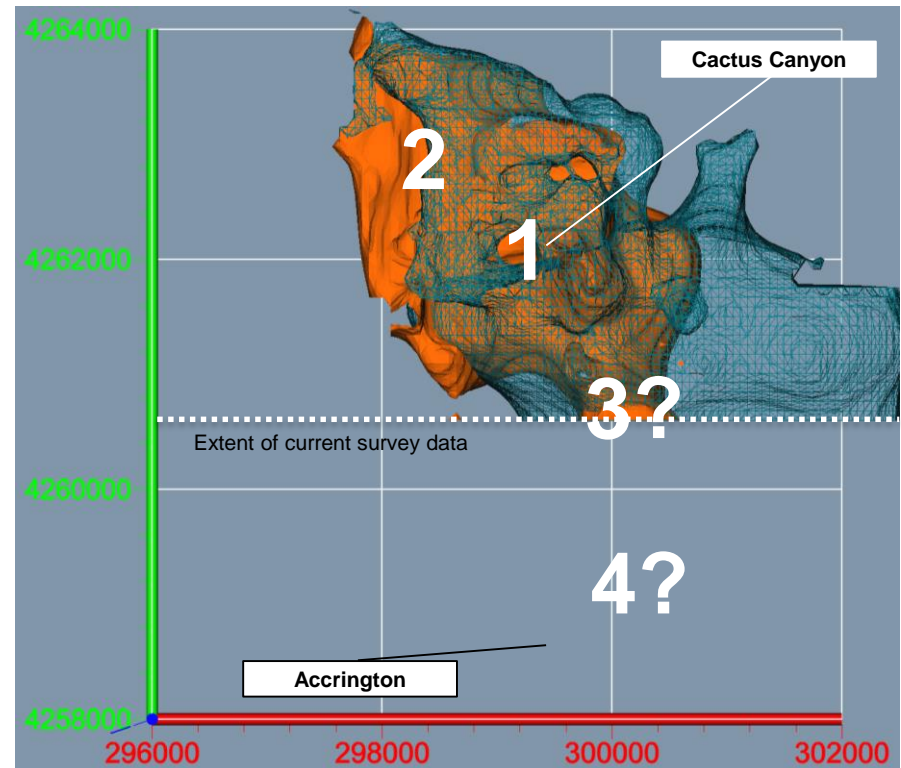 4264000
Cactus Canyon
2
1
4262000
3?
Extent of current survey data
4260000
4?
Accrington
4258000
296000 298000 300000 302000